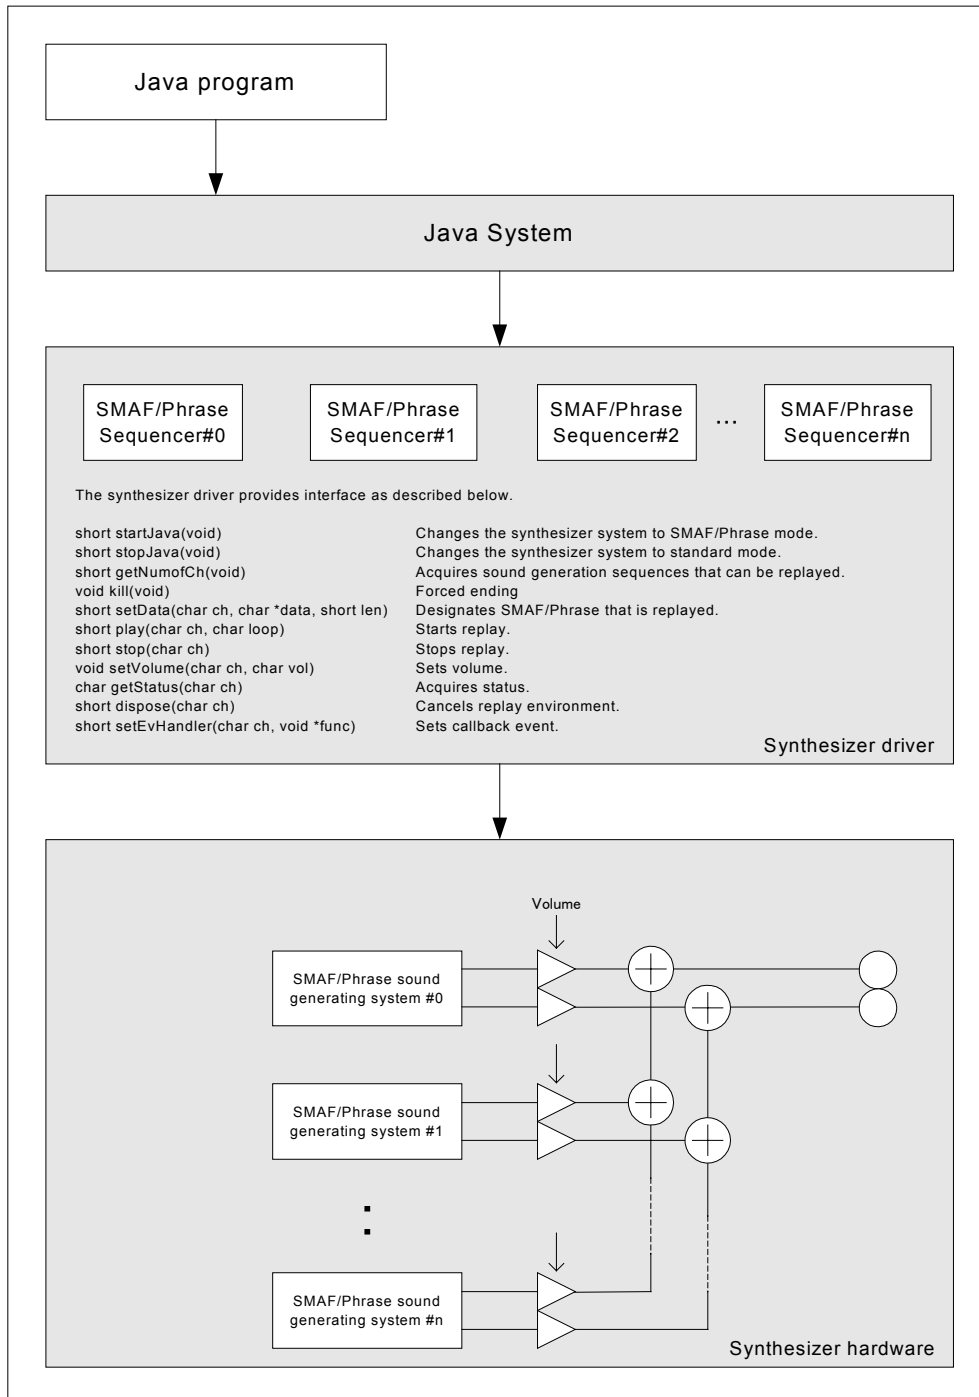 Java program
Java System
SMAF/Phrase
Sequencer#0
SMAF/Phrase
Sequencer#1
SMAF/Phrase
Sequencer#2
...
SMAF/Phrase
Sequencer#n
The synthesizer driver provides interface as described below.
short startJava(void) Changes the synthesizer system to SMAF/Phrase mode.
short stopJava(void) Changes the synthesizer system to standard mode.
short getNumofCh(void) Acquires sound generation sequences that can be replayed.
void kill(void) Forced ending
short setData(char ch, char *data, short len) Designates SMAF/Phrase that is replayed.
short play(char ch, char loop) Starts replay.
short stop(char ch) Stops replay.
void setVolume(char ch, char vol) Sets volume.
char getStatus(char ch) Acquires status.
short dispose(char ch) Cancels replay environment.
short setEvHandler(char ch, void *func) Sets callback event.
Synthesizer driver
Volume
SMAF/Phrase sound
generating system #0
SMAF/Phrase sound
generating system #1
:
SMAF/Phrase sound
generating system #n
Synthesizer hardware